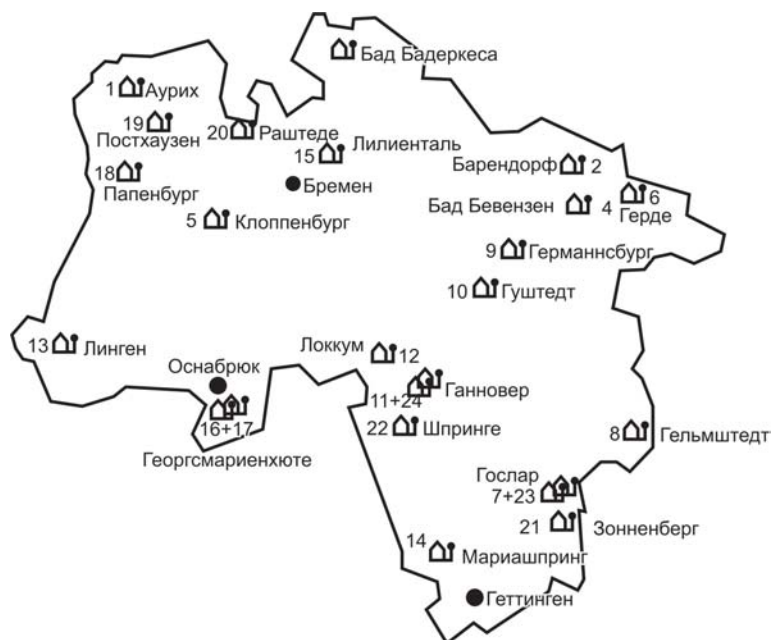 Бад Бадеркеса
1 Аурих
19
Постхаузен
20 Раштеде
15 Лилиенталь
Барендорф 2
18
Папенбург
Бремен
6
Герде
Бад Бевензен 4
5 Клоппенбург
9 Германнсбург
10 Гуштедт
13 Линген
Локкум 12
Оснабрюк
Ганновер
11+24
16+17
22 Шпринге
8 Гельмштедт
Георгсмариенхюте
Гослар
7+23
21 Зонненберг
14 Мариашпринг
Геттинген